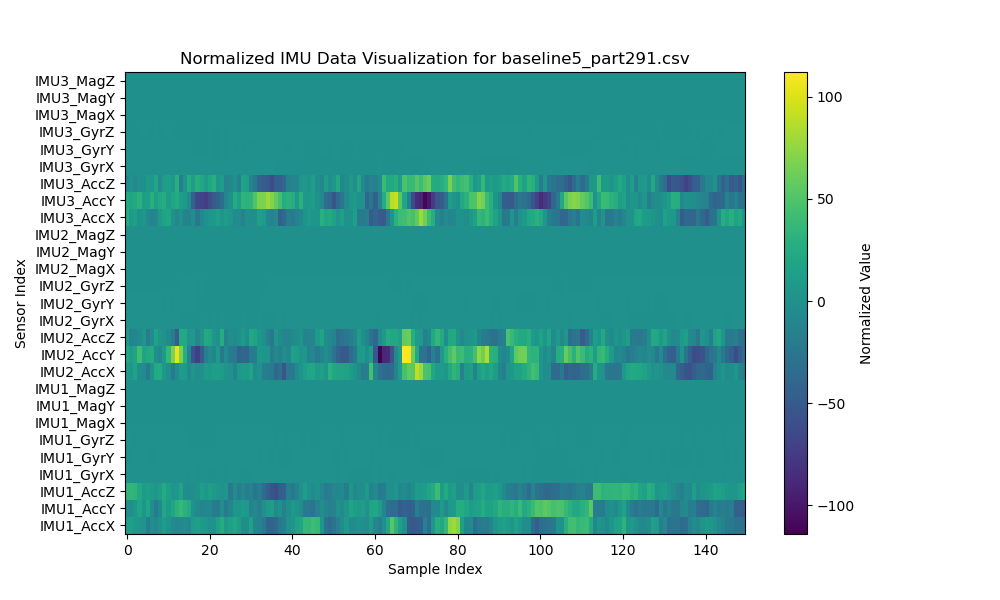 Normalized IMU Data Visualization for baseline5_part291.csv
IMU3_MagZ
IMU3_MagY
IMU3_MagX
IMU3_GyrZ
IMU3_GyrY
IMU3_GyrX
IMU3_AccZ
IMU3_AccY
IMU3_AccX
IMU2_MagZ
IMU2_MagY
IMU2_MagX
IMU2_GyrZ
IMU2_GyrY
IMU2_GyrX
IMU2_AccZ
IMU2_AccY
IMU2_AccX
IMU1_MagZ
IMU1_MagY
IMU1_MagX
IMU1_GyrZ
IMU1_GyrY
IMU1_GyrX
IMU1_AccZ
IMU1_AccY
IMU1_AccX
Sensor Index
0 20 40 60 80 100 120 140
Sample Index
100
50
0
−50
−100
Normalized Value